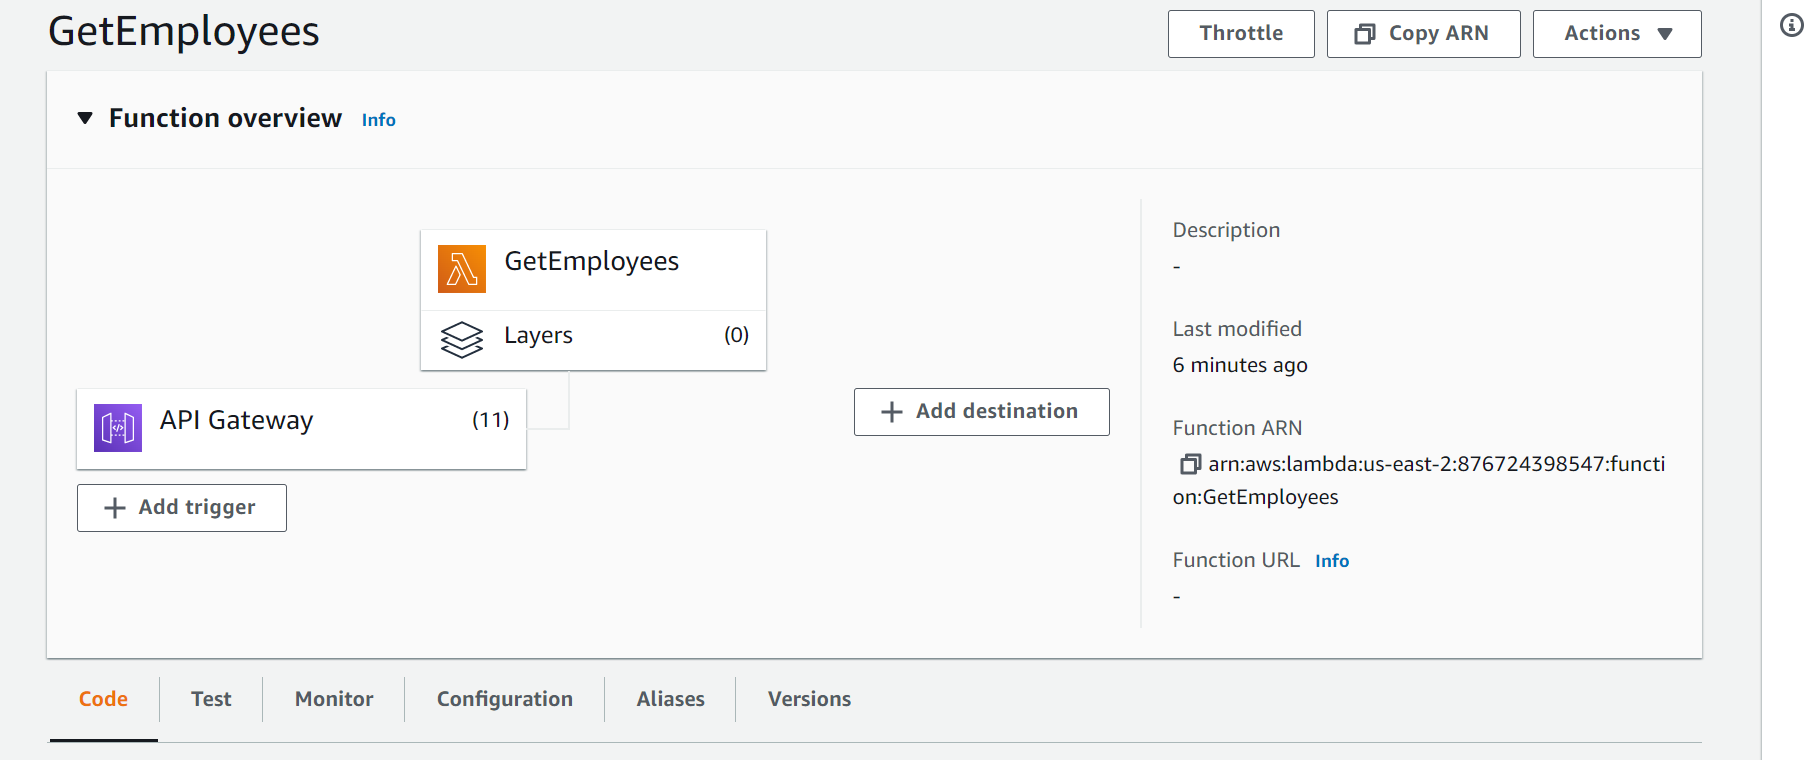 GetEmployees
Throttle
Copy ARN
Actions
Function overview Info
GetEmployees
Layers (0)
API Gateway (11)
Add trigger
Add destination
Description
-
Last modified
6 minutes ago
Function ARN
arn:aws:lambda:us-east-2:876724398547:functi
on:GetEmployees
Function URL Info
-
Code Test Monitor Configuration Aliases Versions